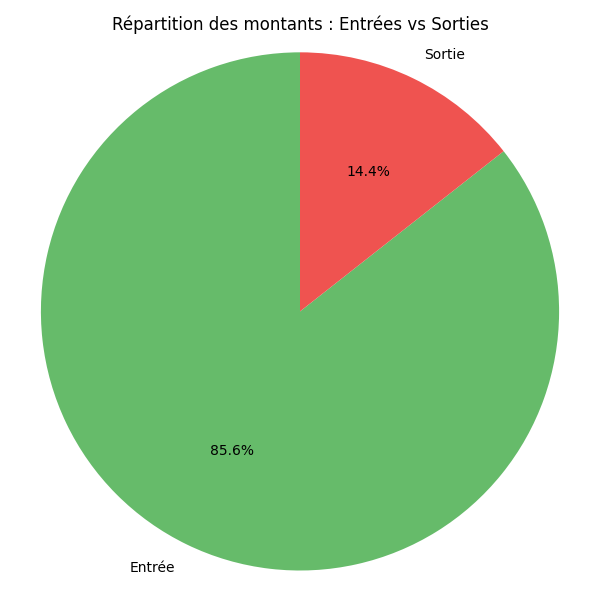 Répartition des montants : Entrées vs Sorties
Sortie
14.4%
85.6%
Entrée